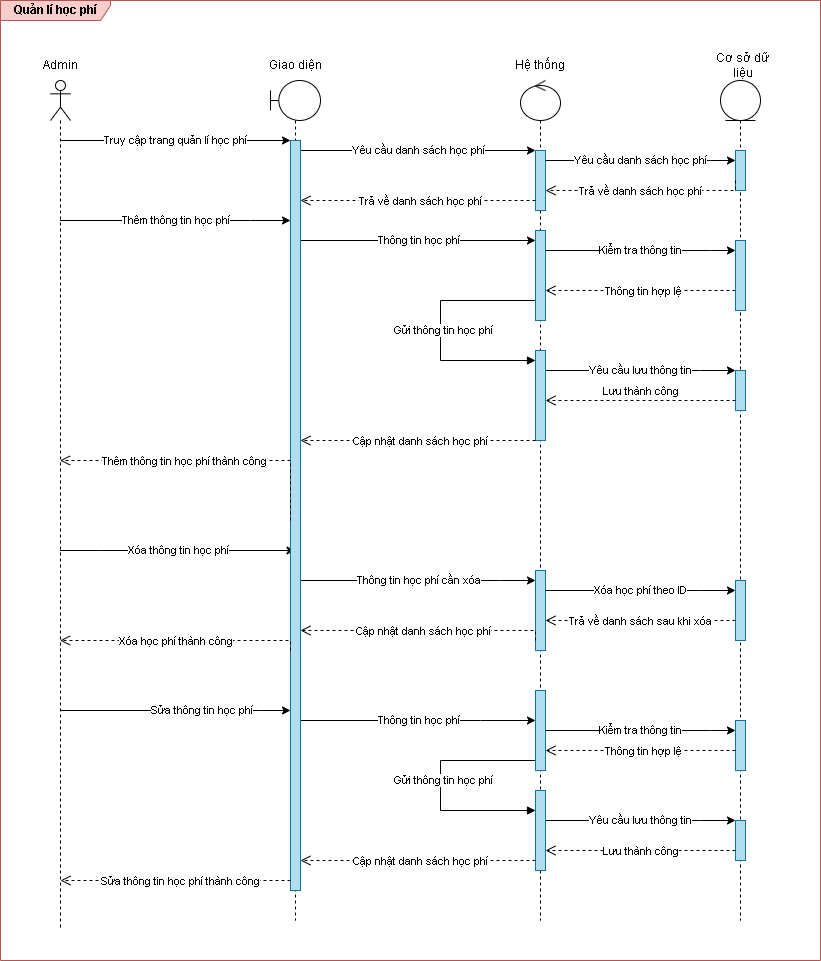 Quản lí học phí
Admin
Giao diện
Hệ thống
Cơ sở dữ
liệu
Truy cập trang quản lí học phí
Yêu cầu danh sách học phí
Yêu cầu danh sách học phí
Trả về danh sách học phí
Trả về danh sách học phí
Thêm thông tin học phí
Thông tin học phí
Kiểm tra thông tin
Thông tin hợp lệ
Gửi thông tin học phí
Yêu cầu lưu thông tin
Lưu thành công
Cập nhật danh sách học phí
Thêm thông tin học phí thành công
Xóa thông tin học phí
Thông tin học phí cần xóa
Xóa học phí theo ID
Trả về danh sách sau khi xóa
Cập nhật danh sách học phí
Xóa học phí thành công
Sửa thông tin học phí
Thông tin học phí
Kiểm tra thông tin
Thông tin hợp lệ
Gửi thông tin học phí
Yêu cầu lưu thông tin
Lưu thành công
Cập nhật danh sách học phí
Sửa thông tin học phí thành công